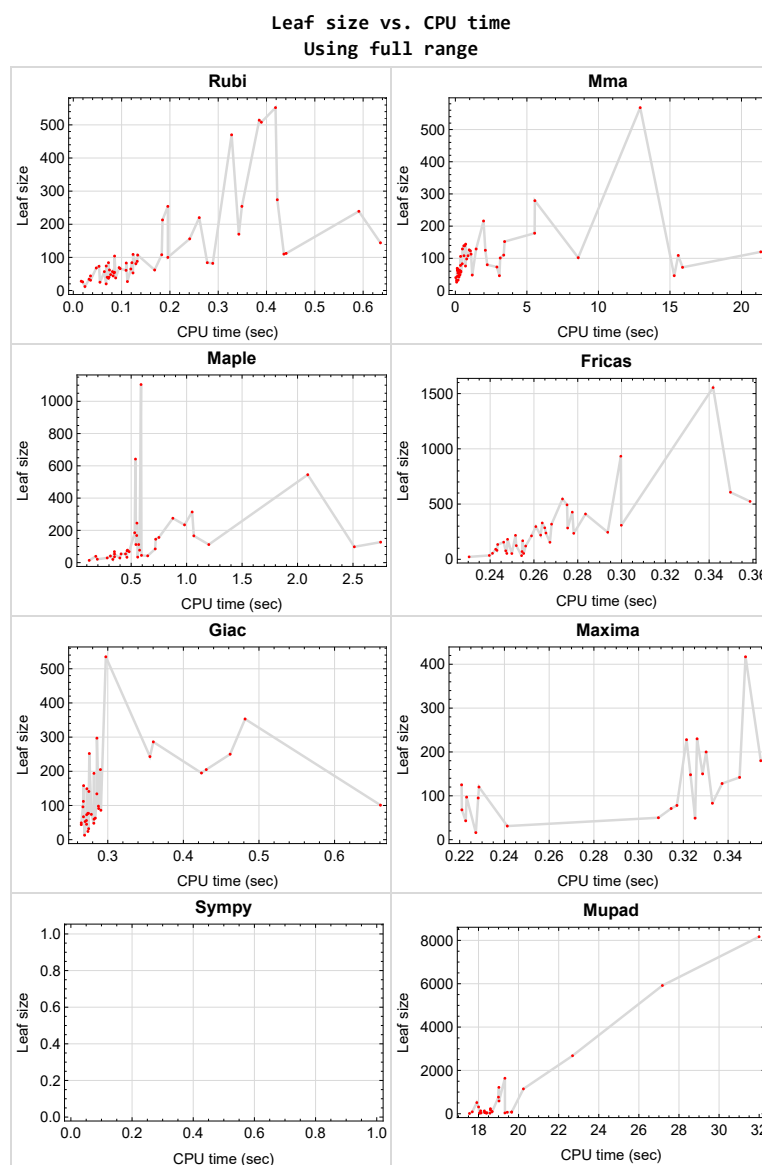 Leaf size vs. CPU time
Using full range
Rubi
Leaf size
500
400
300
200
100
0
0.0 0.1 0.2 0.3 0.4 0.5 0.6
CPU time (sec)
Mma
Leaf size
500
400
300
200
100
0
0 5 10 15 20
CPU time (sec)
Maple
Leaf size
1000
800
600
400
200
0
0.5 1.0 1.5 2.0 2.5
CPU time (sec)
Fricas
Leaf size
1500
1000
500
0
0.24 0.26 0.28 0.30 0.32 0.34 0.36
CPU time (sec)
Giac
Leaf size
500
400
300
200
100
0
0.3 0.4 0.5 0.6
CPU time (sec)
Maxima
Leaf size
400
300
200
100
0
0.22 0.24 0.26 0.28 0.30 0.32 0.34
CPU time (sec)
Sympy
Leaf size
1.0
0.8
0.6
0.4
0.2
0.0
0.0 0.2 0.4 0.6 0.8 1.0
CPU time (sec)
Mupad
Leaf size
8000
6000
4000
2000
0
18 20 22 24 26 28 30 32
CPU time (sec)